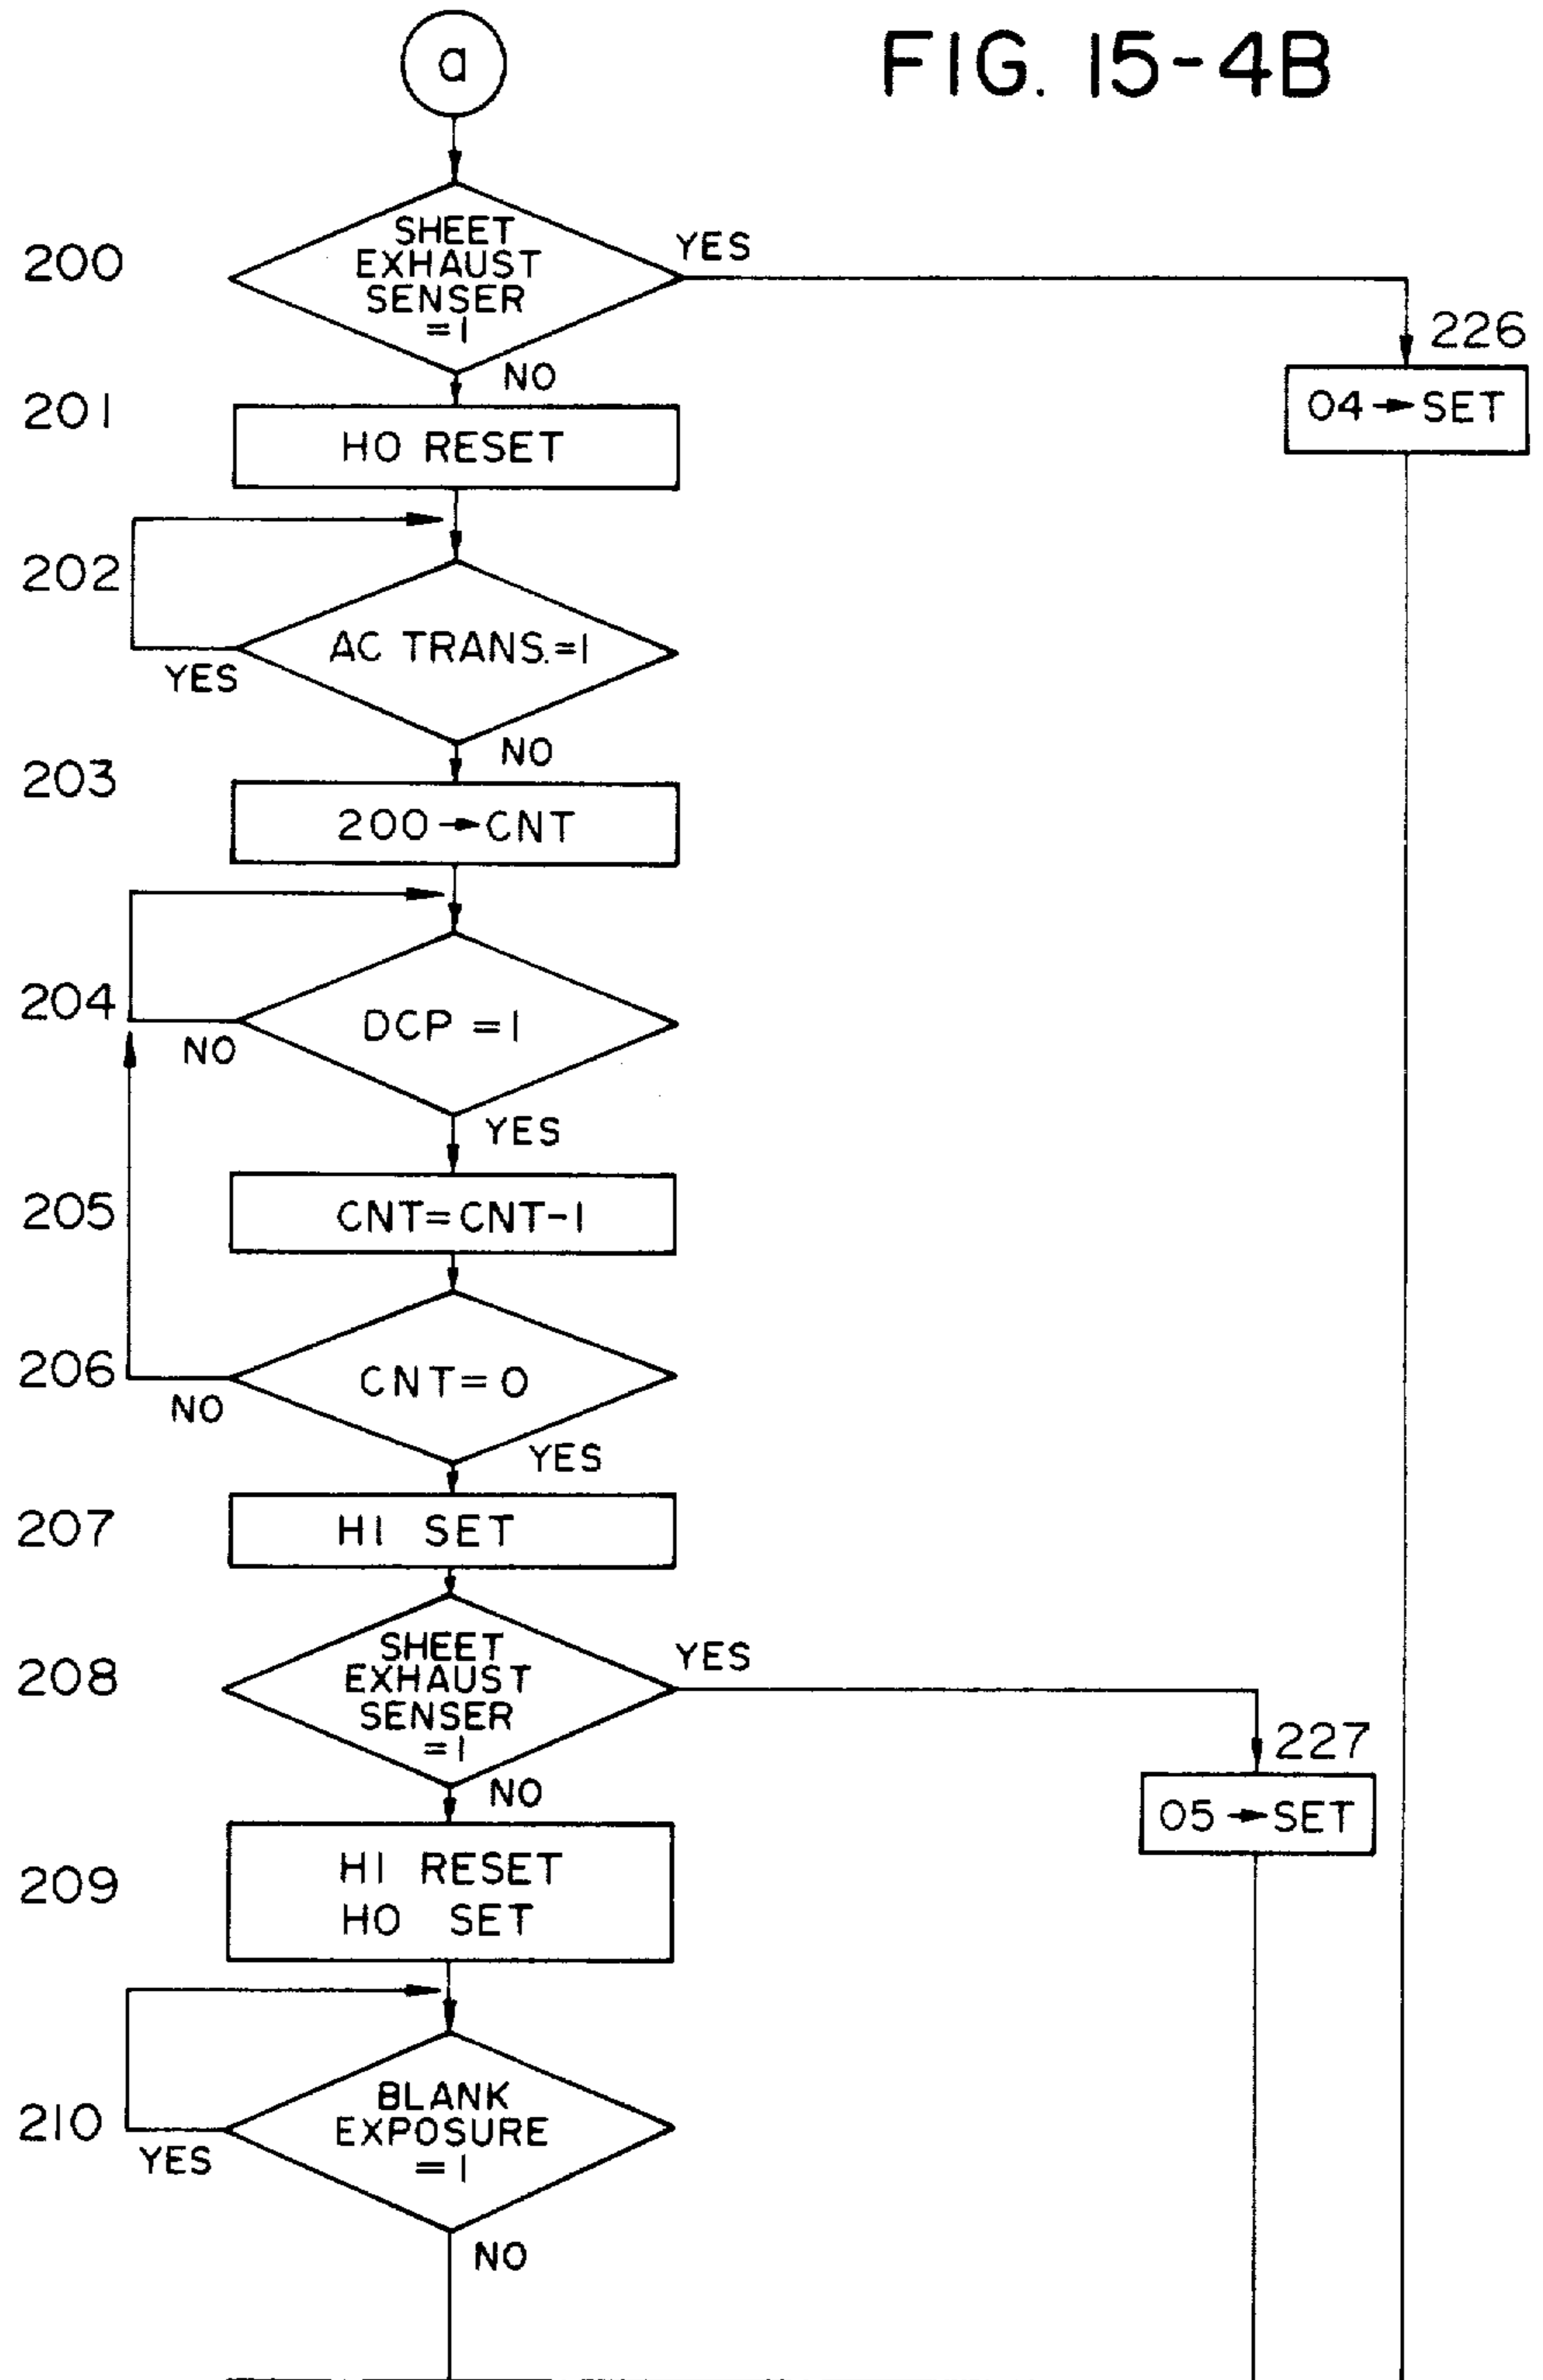 FIG. 15-4B
a
200
SHEET
EXHAUST
SENSER
=1
YES
NO
226
04→SET
201
HO RESET
202
AC TRANS.=1
YES
NO
203
200→CNT
204
DCP=1
NO
YES
205
CNT=CNT-1
206
CNT=0
NO
YES
207
HI SET
208
SHEET
EXHAUST
SENSER
=1
YES
NO
227
05→SET
209
HI RESET
HO SET
210
BLANK
EXPOSURE
=1
YES
NO